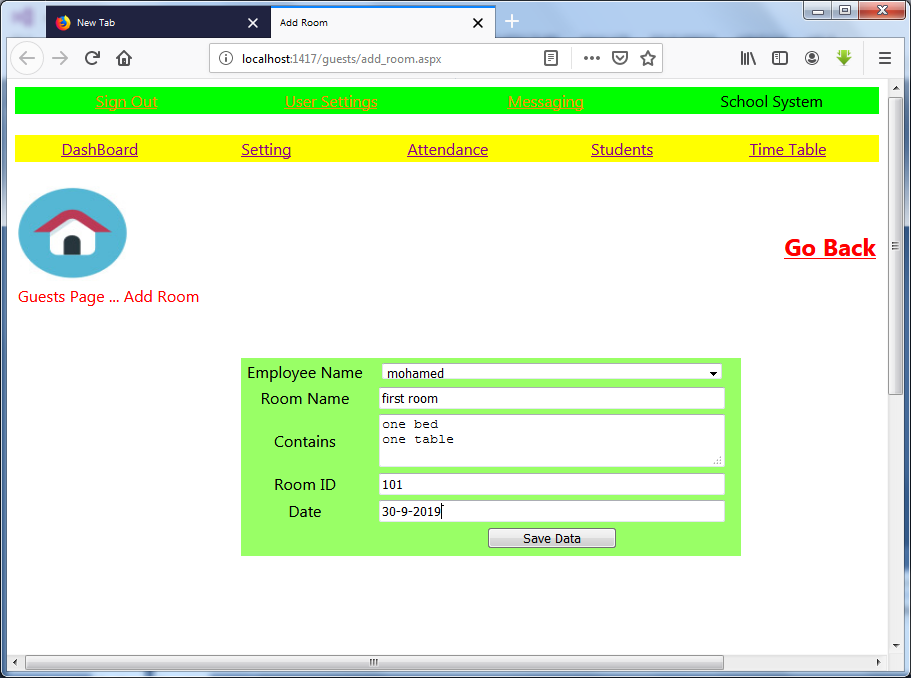 New Tab
Add Room
localhost:1417/guests/add_room.aspx
Sign Out User Settings Messaging School System
DashBoard Setting Attendance Students Time Table
Go Back
Guests Page ... Add Room
Employee Name mohamed
Room Name first room
Contains one bed
one table
Room ID 101
Date 30-9-2019
Save Data